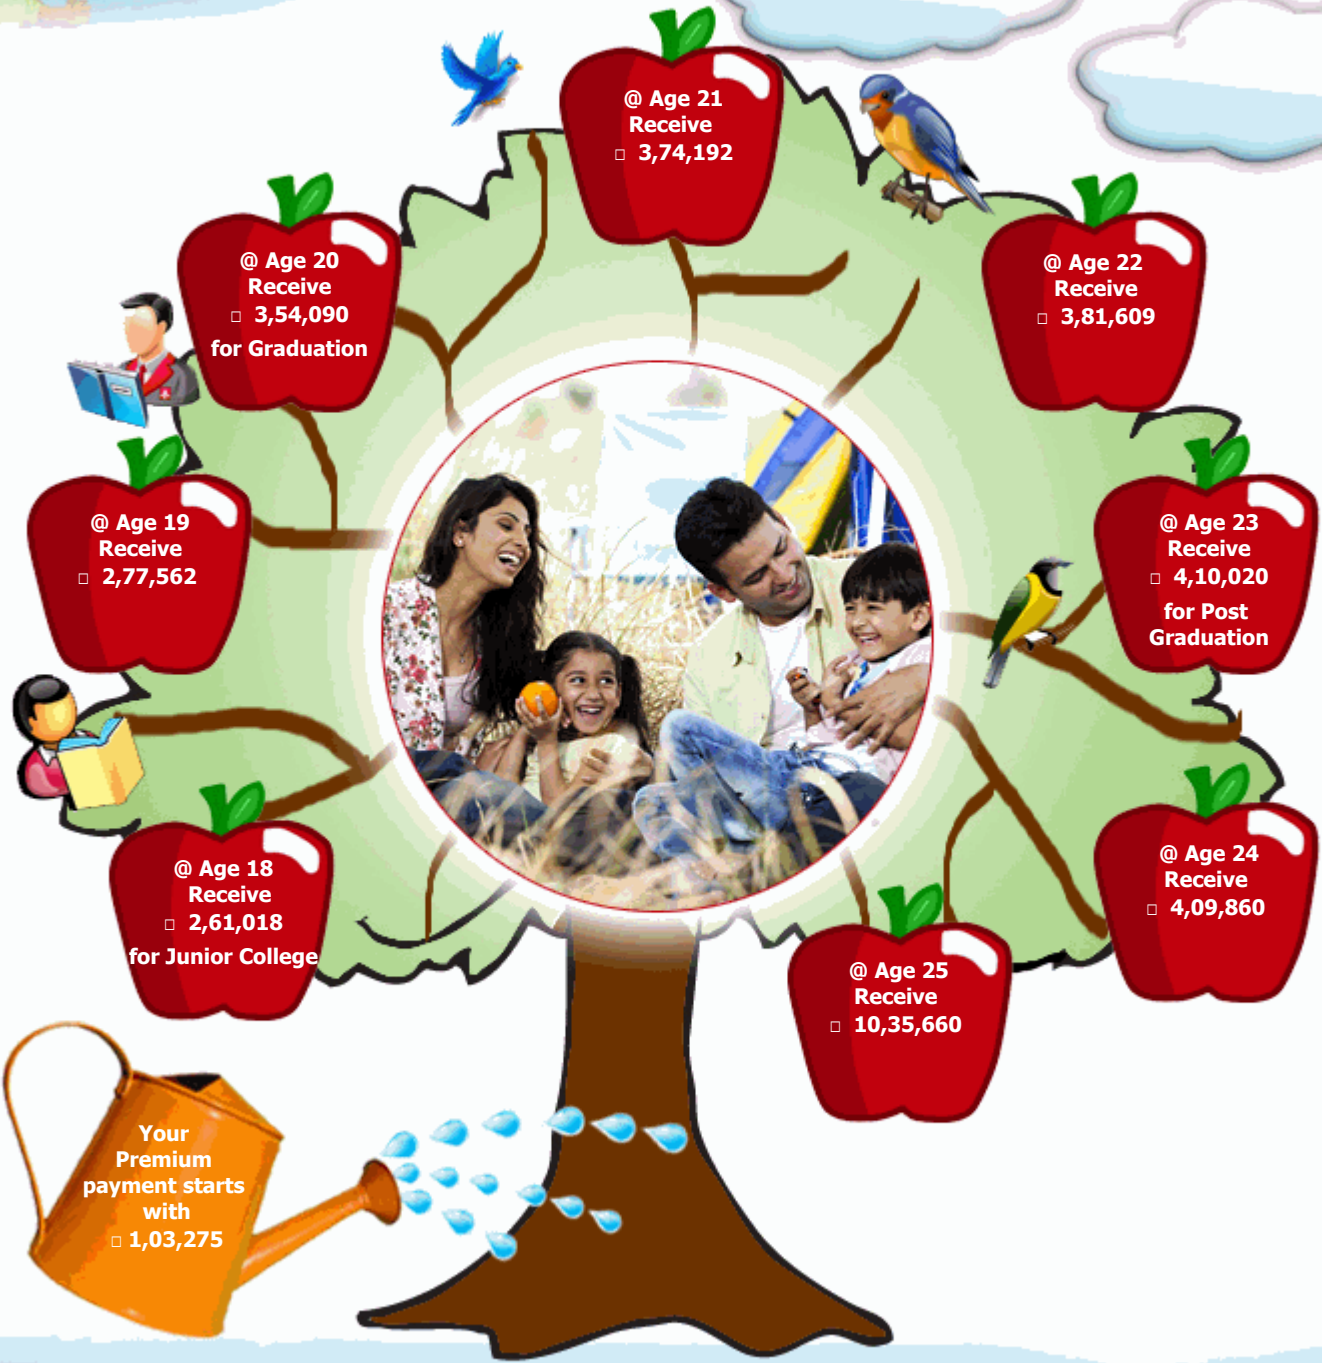 @ Age 21
Receive
3,74,192
@ Age 20
Receive
3,54,090
for Graduation
@ Age 22
Receive
3,81,609
@ Age 19
Receive
2,77,562
@ Age 23
Receive
4,10,020
for Post
Graduation
@ Age 18
Receive
2,61,018
for Junior College
@ Age 24
Receive
4,09,860
@ Age 25
Receive
10,35,660
Your
Premium
payment starts
with
1,03,275